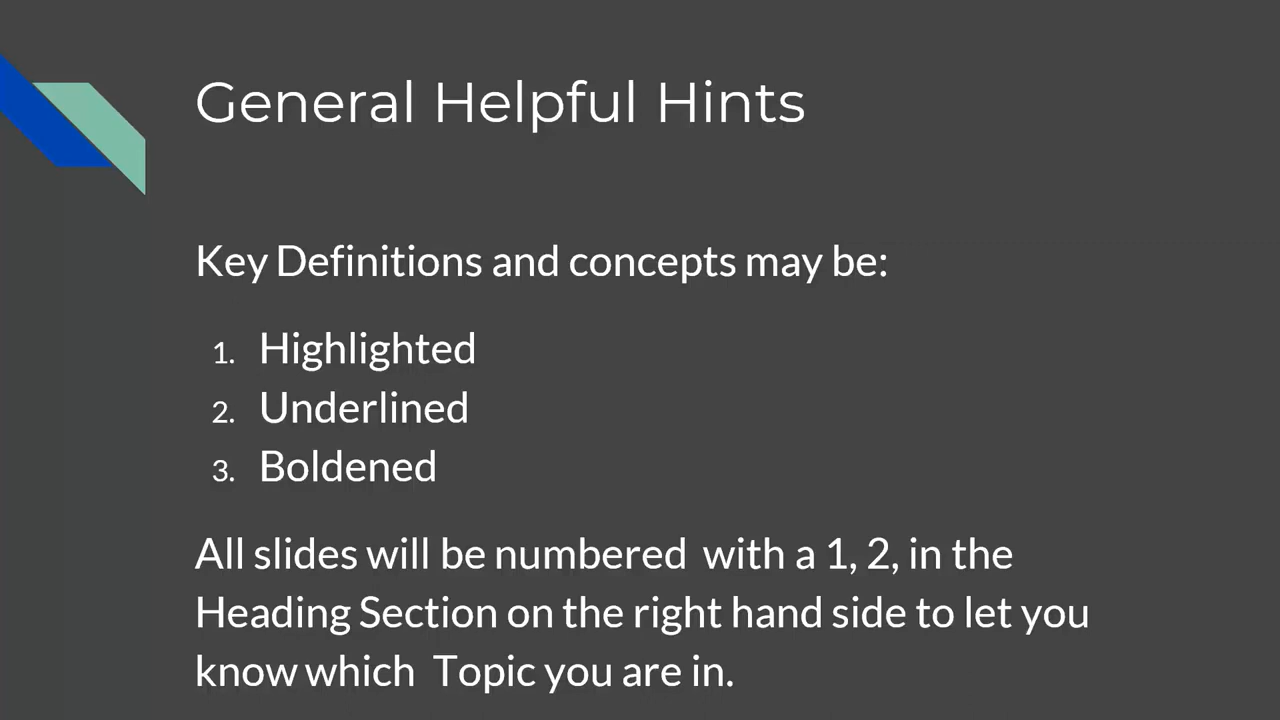 General Helpful Hints
Key Definitions and concepts may be:
1. Highlighted
2. Underlined
3. Boldened
All slides will be numbered with a 1, 2, in the
Heading Section on the right hand side to let you
know which Topic you are in.